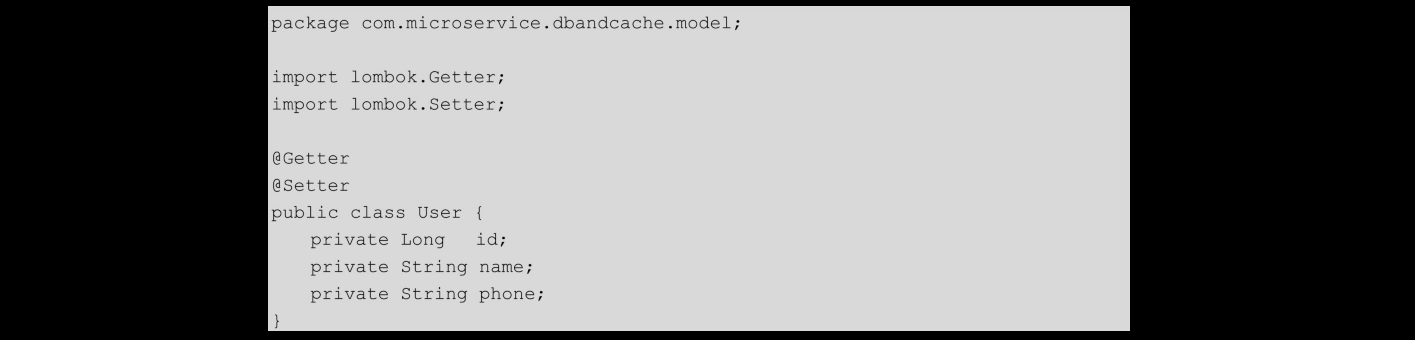 package com.microservice.dbandcache.model;
import lombok.Getter;
import lombok.Setter;
@Getter
@Setter
public class User {
private Long id;
private String name;
private String phone;
}